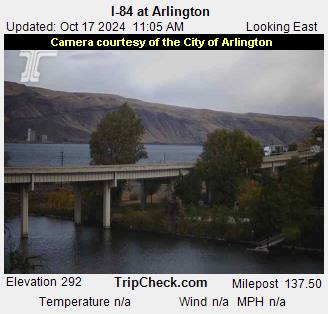 I-84 at Arlington
Updated: Oct 17 2024 11:05 AM Looking East
Camera courtesy of the City of Arlington
Elevation 292 TripCheck.com Milepost 137.50
Temperature n/a Wind n/a MPH n/a